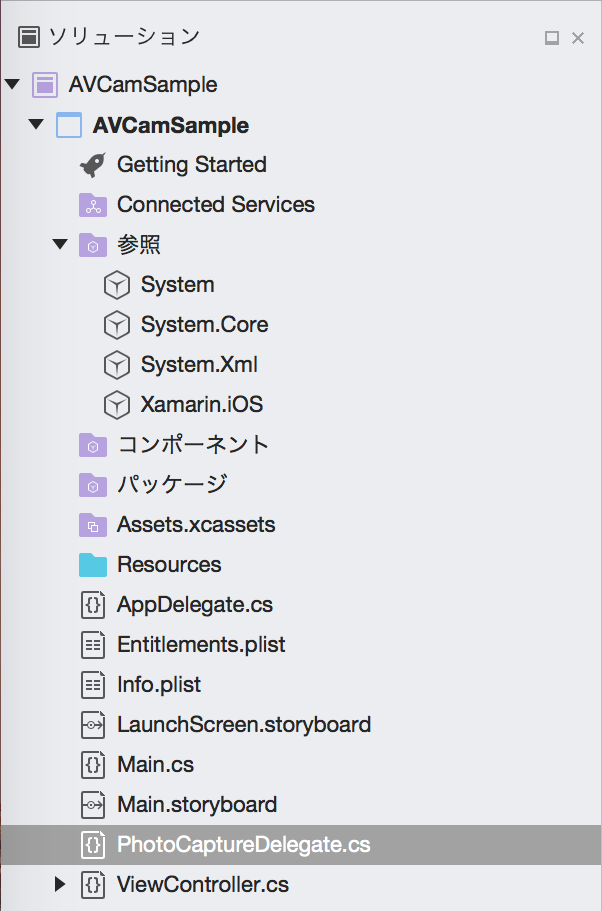 ソリューション
AVCamSample
AVCamSample
Getting Started
Connected Services
参照
System
System.Core
System.Xml
Xamarin.iOS
コンポーネント
パッケージ
Assets.xcassets
Resources
AppDelegate.cs
Entitlements.plist
Info.plist
LaunchScreen.storyboard
Main.cs
Main.storyboard
PhotoCaptureDelegate.cs
ViewController.cs